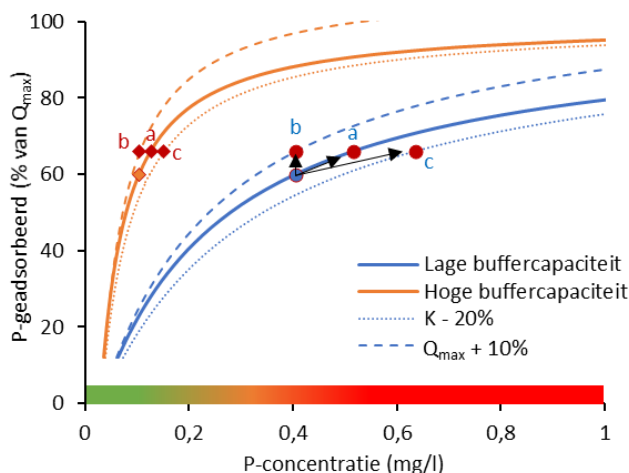 P-geadsorbeerd (% van Qmax)
100
80
60
40
20
0
b a c
b a
c
Lage buffercapaciteit
Hoge buffercapaciteit
K - 20%
Qmax + 10%
0 0,2 0,4 0,6 0,8 1
P-concentratie (mg/l)